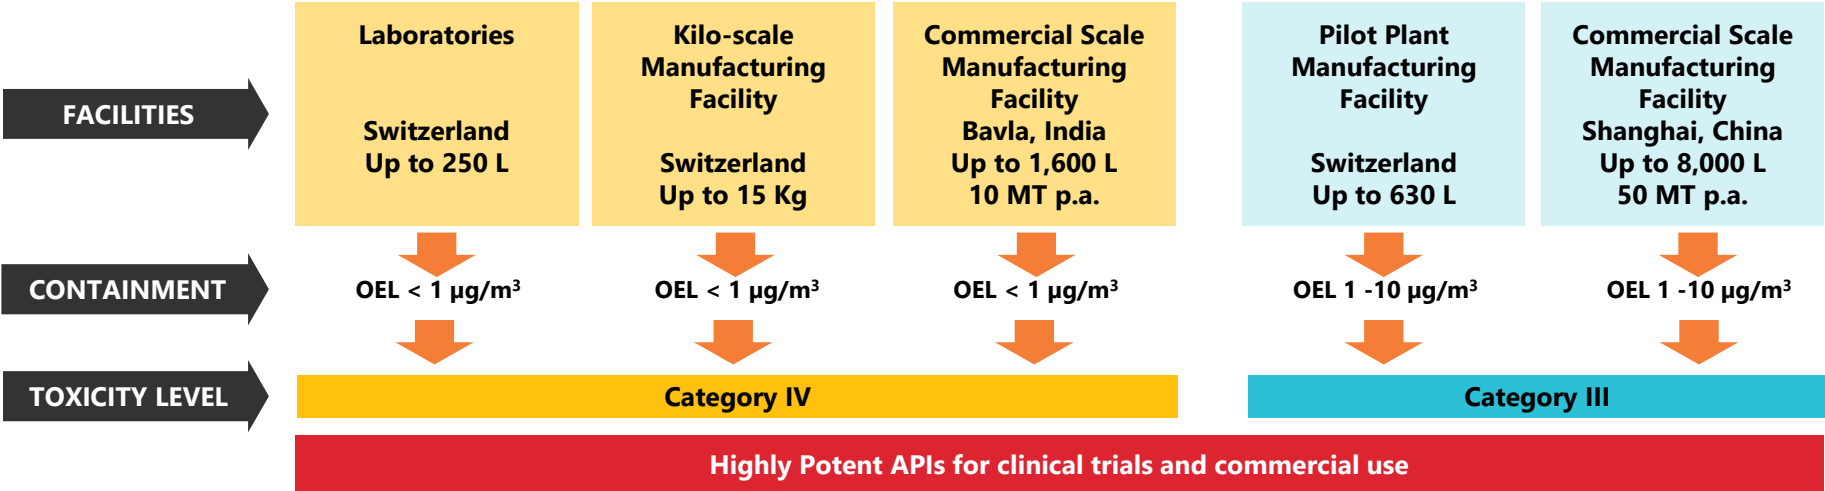 FACILITIES
Laboratories
Switzerland
Up to 250 L
Kilo-scale
Manufacturing
Facility
Switzerland
Up to 15 Kg
Commercial Scale
Manufacturing
Facility
Bavla, India
Up to 1,600 L
10 MT p.a.
Pilot Plant
Manufacturing
Facility
Switzerland
Up to 630 L
Commercial Scale
Manufacturing
Facility
Shanghai, China
Up to 8,000 L
50 MT p.a.
CONTAINMENT
OEL < 1 µg/m³
OEL < 1 µg/m³
OEL < 1 µg/m³
OEL 1 -10 µg/m³
OEL 1 -10 µg/m³
TOXICITY LEVEL
Category IV
Category III
Highly Potent APIs for clinical trials and commercial use